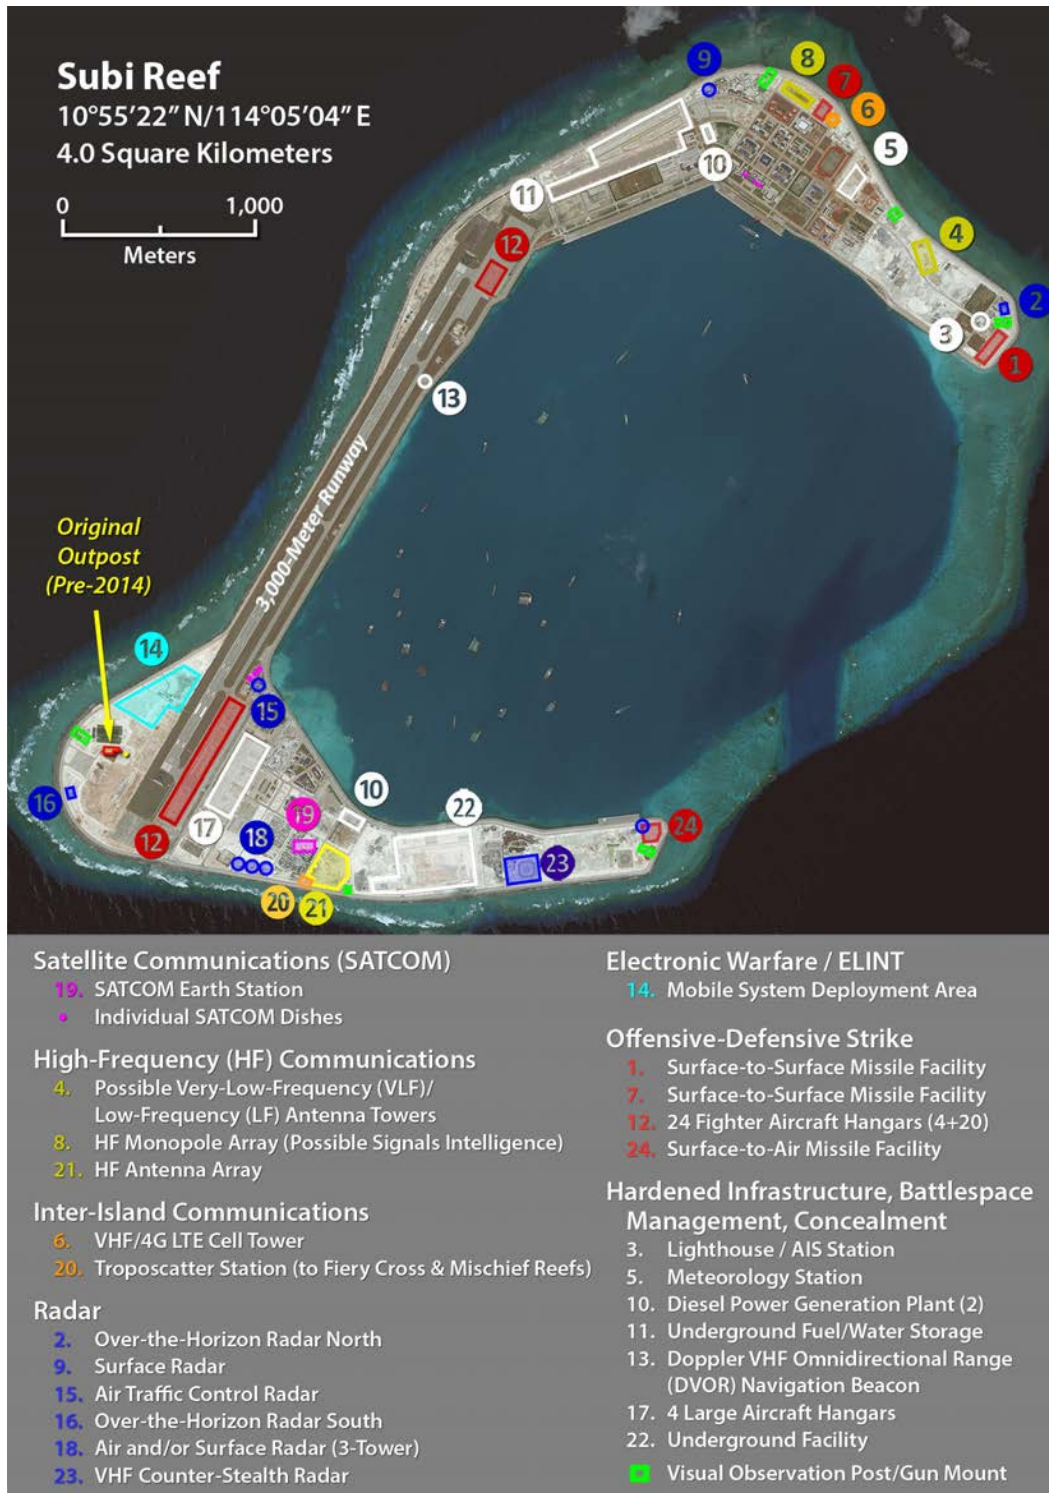 Subi Reef
10°55'22" N/114°05'04" E
4.0 Square Kilometers
0 1,000
Meters
9
8
7
6
5
10
11
12
4
2
3
1
13
3,000-Meter Runway
Original
Outpost
(Pre-2014)
14
15
16
10
22
19
24
17
18
12
23
20
21
Satellite Communications (SATCOM)
19. SATCOM Earth Station
• Individual SATCOM Dishes
High-Frequency (HF) Communications
4. Possible Very-Low-Frequency (VLF)/
Low-Frequency (LF) Antenna Towers
8. HF Monopole Array (Possible Signals Intelligence)
21. HF Antenna Array
Inter-Island Communications
6. VHF/4G LTE Cell Tower
20. Troposcatter Station (to Fiery Cross & Mischief Reefs)
Radar
2. Over-the-Horizon Radar North
9. Surface Radar
15. Air Traffic Control Radar
16. Over-the-Horizon Radar South
18. Air and/or Surface Radar (3-Tower)
23. VHF Counter-Stealth Radar
Electronic Warfare / ELINT
14. Mobile System Deployment Area
Offensive-Defensive Strike
1. Surface-to-Surface Missile Facility
7. Surface-to-Surface Missile Facility
12. 24 Fighter Aircraft Hangars (4+20)
24. Surface-to-Air Missile Facility
Hardened Infrastructure, Battlespace
Management, Concealment
3. Lighthouse / AIS Station
5. Meteorology Station
10. Diesel Power Generation Plant (2)
11. Underground Fuel/Water Storage
13. Doppler VHF Omnidirectional Range
(DVOR) Navigation Beacon
17. 4 Large Aircraft Hangars
22. Underground Facility
Visual Observation Post/Gun Mount